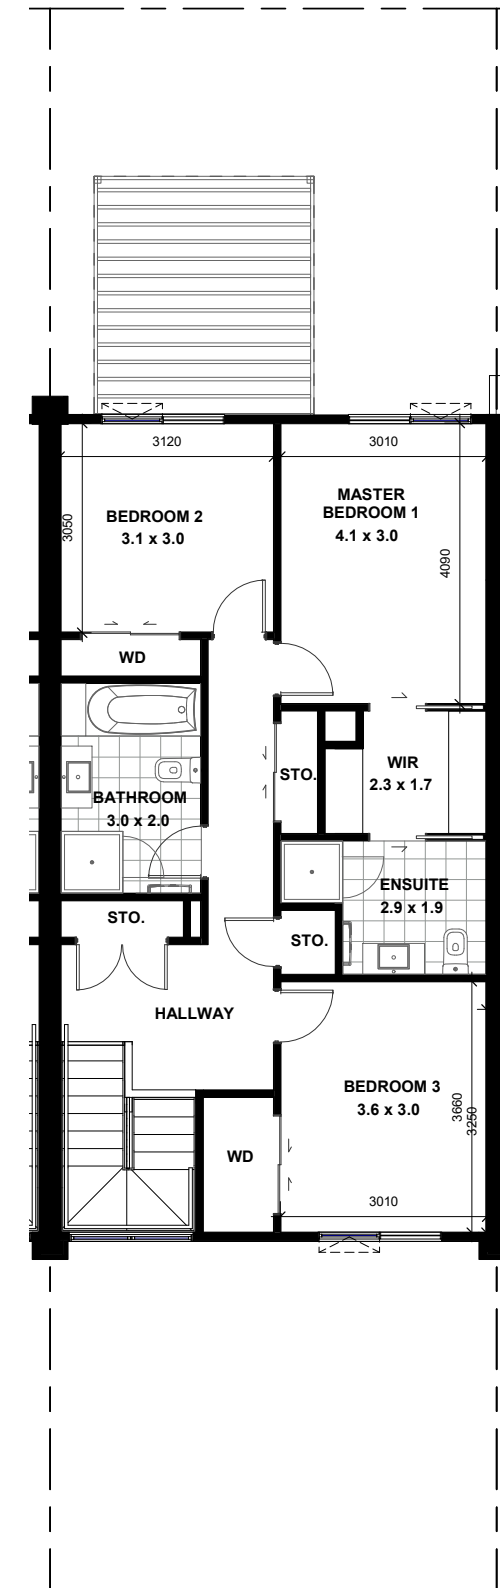 3120
3010
3050
BEDROOM 2
3.1 x 3.0
MASTER
BEDROOM 1
4.1 x 3.0
4090
WD
STO.
WIR
2.3 x 1.7
BATHROOM
3.0 x 2.0
ENSUITE
2.9 x 1.9
STO.
STO.
HALLWAY
BEDROOM 3
3.6 x 3.0
3660
3250
WD
3010